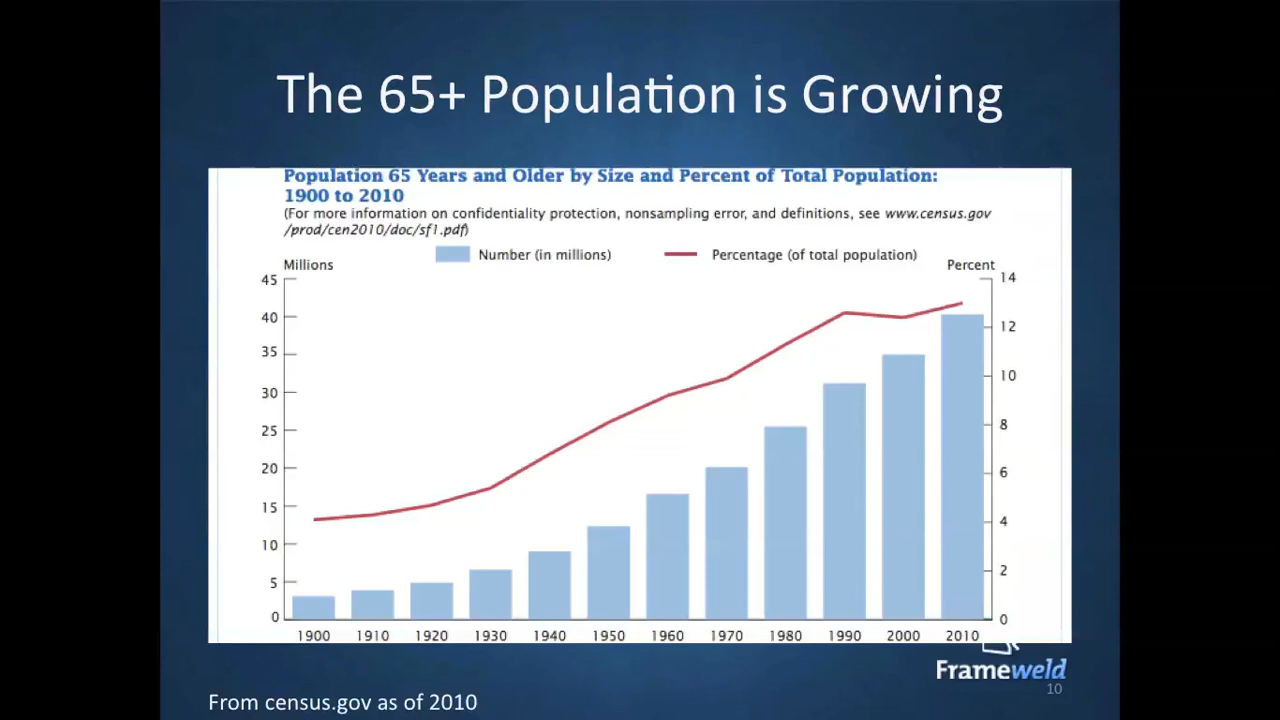 The 65+ Population is Growing
Population 65 Years and Older by Size and Percent of Total Population:
1900 to 2010
(For more information on confidentiality protection, nonsampling error, and definitions, see www.census.gov
/prod/cen2010/doc/sf1.pdf)
Number (in millions) Percentage (of total population)
Millions Percent
45 14
40 12
35
30 10
25 8
20 6
15 4
10 2
5
0 0
1900 1910 1920 1930 1940 1950 1960 1970 1980 1990 2000 2010
Frameweld
10
From census.gov as of 2010